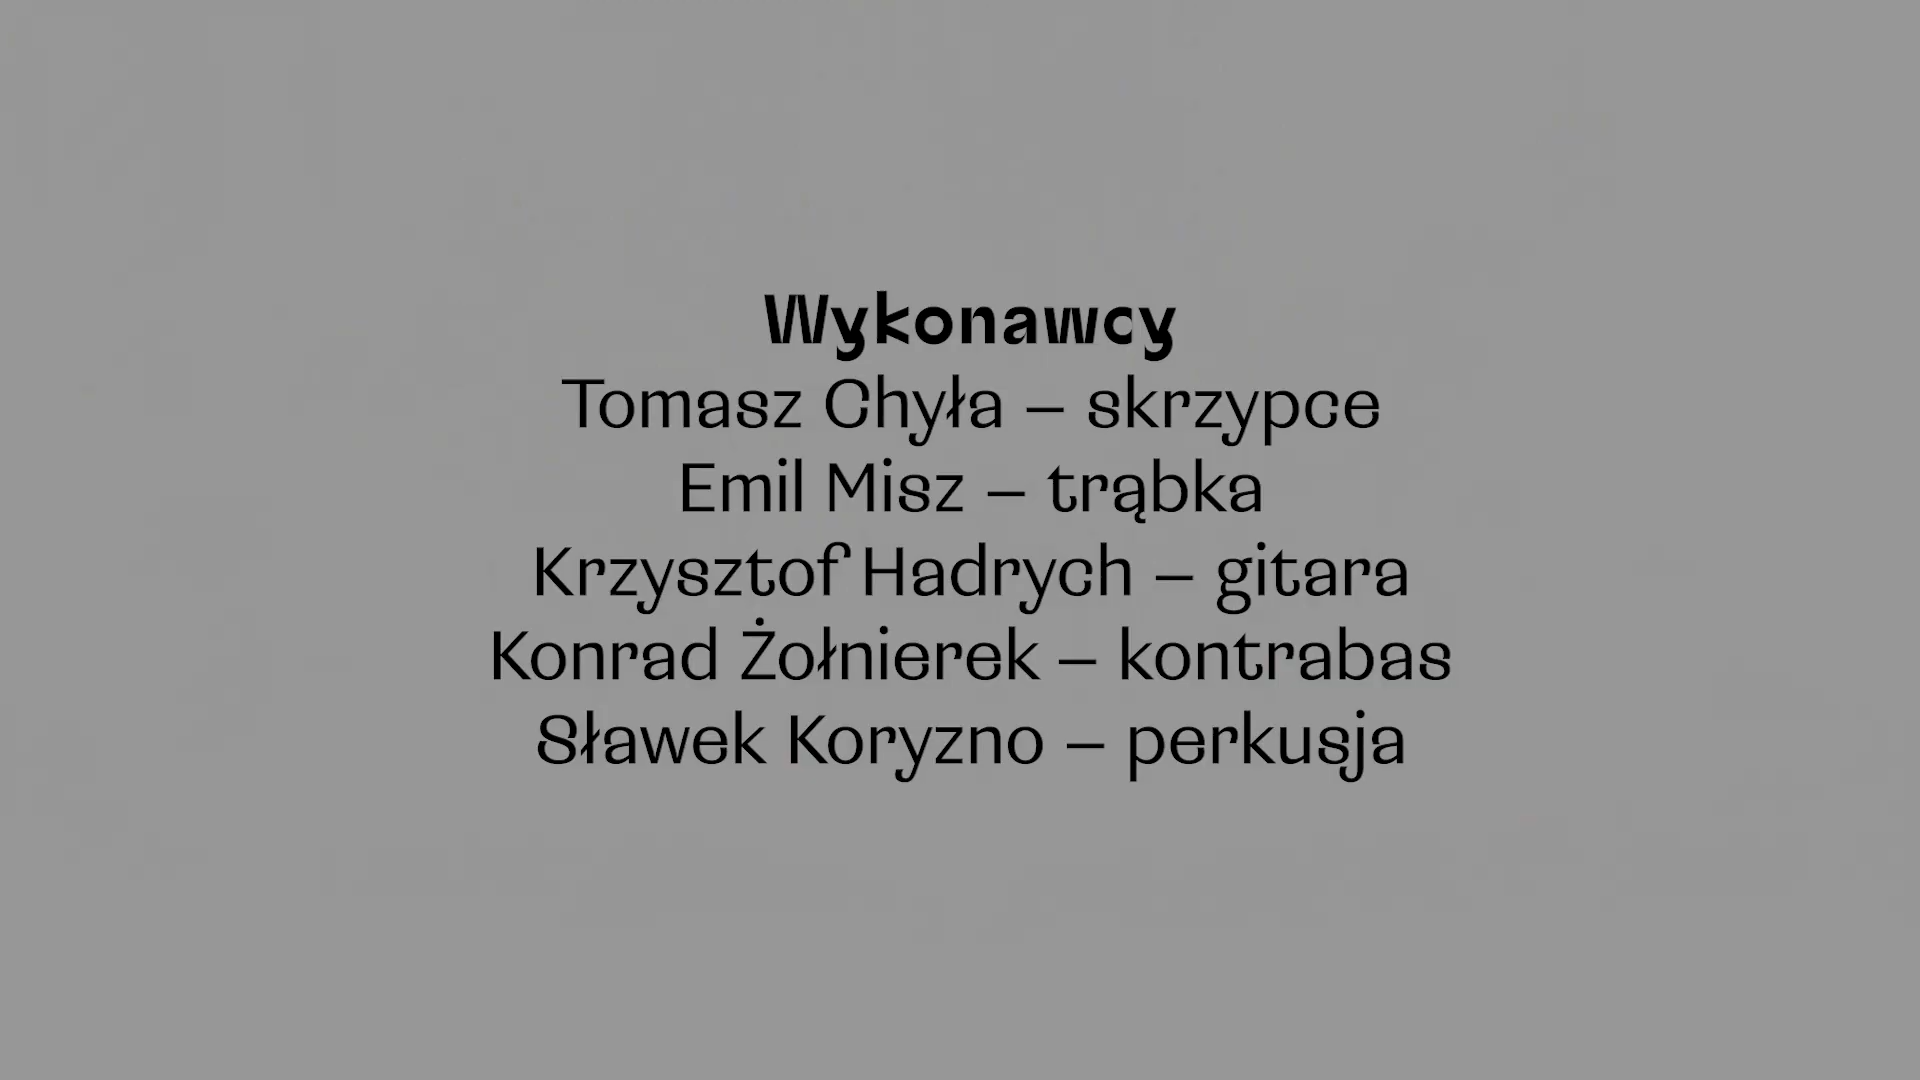 Wykonawcy
Tomasz Chyła – skrzypce
Emil Misz – trąbka
Krzysztof Hadrych – gitara
Konrad Żołnierek – kontrabas
Sławek Koryzno – perkusja